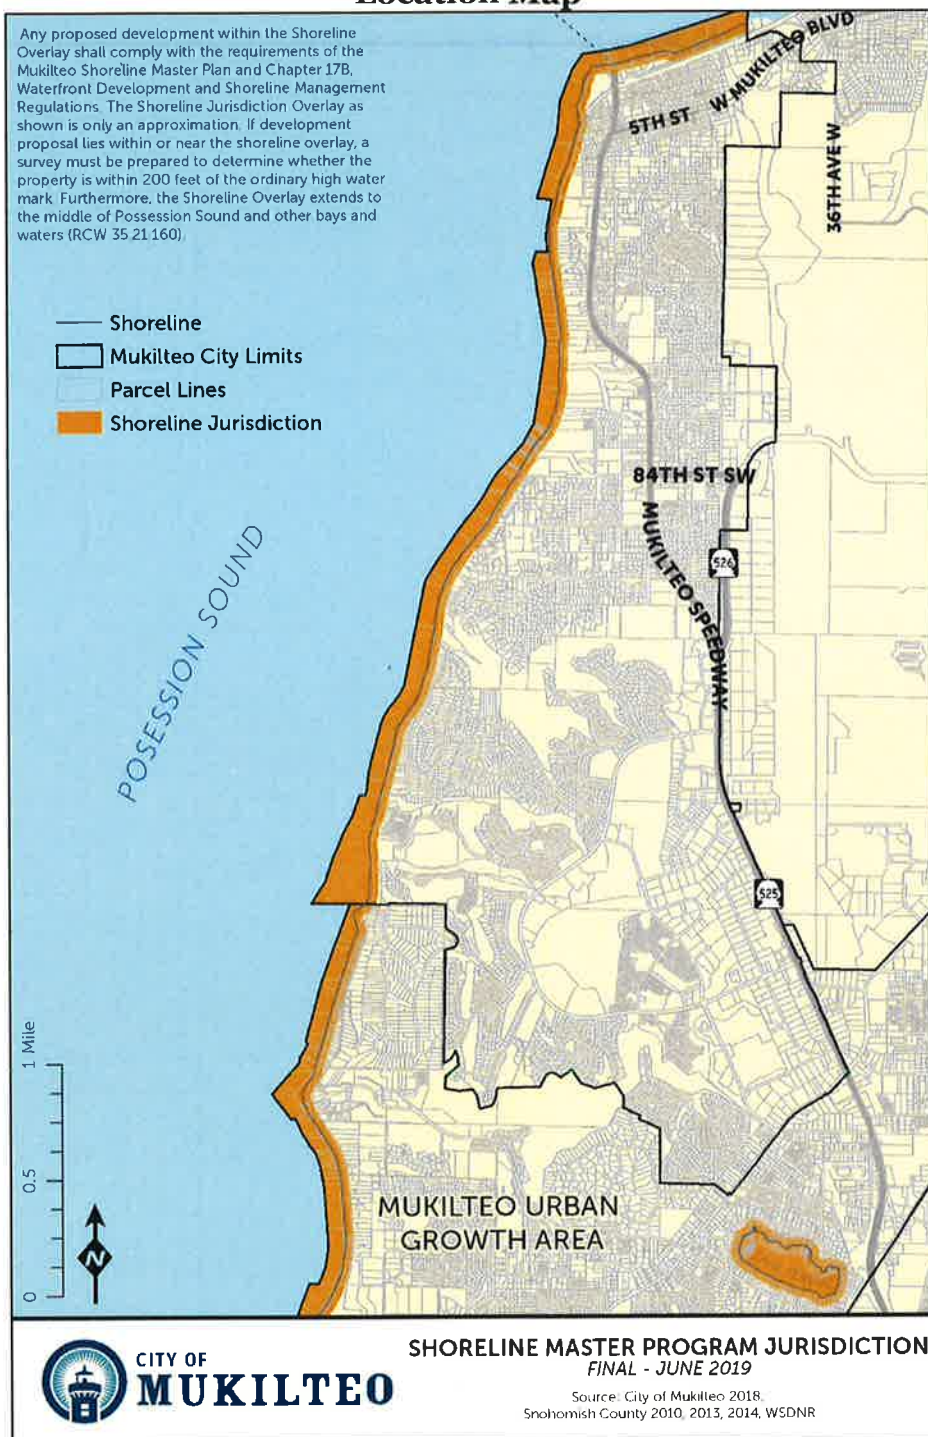 Location Map
Any proposed development within the Shoreline
Overlay shall comply with the requirements of the
Mukilteo Shoreline Master Plan and Chapter 17B,
Waterfront Development and Shoreline Management
Regulations. The Shoreline Jurisdiction Overlay as
shown is only an approximation. If development
proposal lies within or near the shoreline overlay, a
survey must be prepared to determine whether the
property is within 200 feet of the ordinary high water
mark. Furthermore, the Shoreline Overlay extends to
the middle of Possession Sound and other bays and
waters (RCW 35.21.160).
W MUKILTEO BLVD
5TH ST
36TH AVE W
Shoreline
Mukilteo City Limits
Parcel Lines
Shoreline Jurisdiction
84TH ST SW
MUKILTEO SPEEDWAY
526
POSESSION SOUND
525
1 Mile
0.5
0
N
MUKILTEO URBAN
GROWTH AREA
CITY OF
MUKILTEO
SHORELINE MASTER PROGRAM JURISDICTION
FINAL - JUNE 2019
Source: City of Mukilteo 2018,
Snohomish County 2010, 2013, 2014, WSDNR